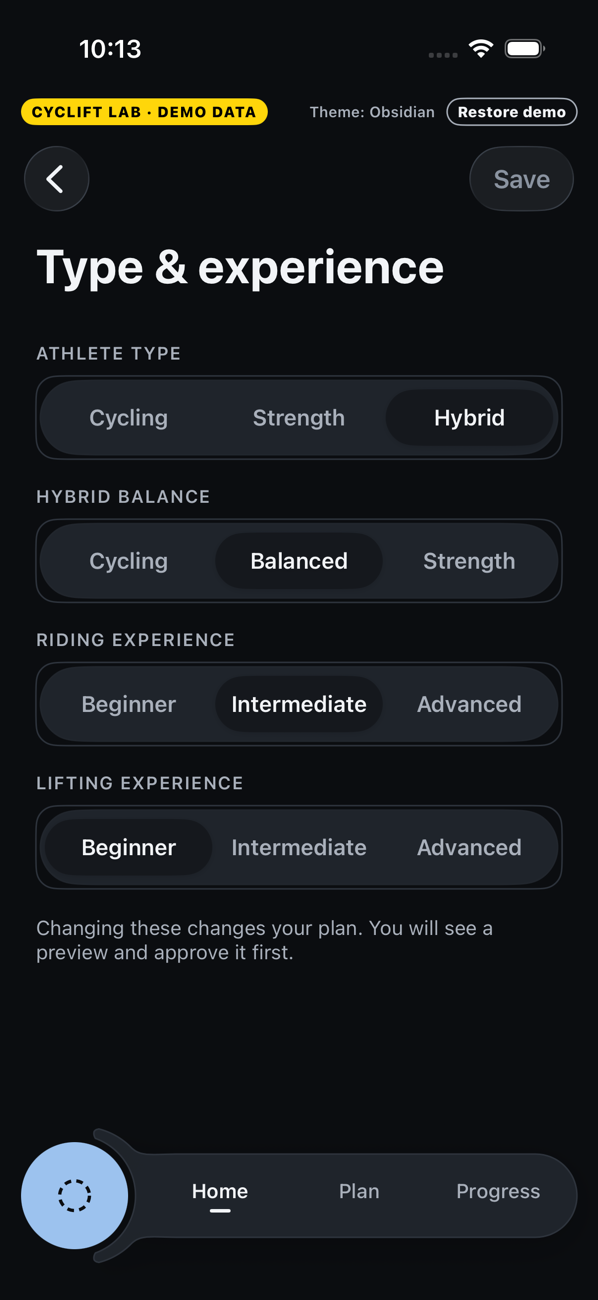 10:13
CYCLIFT LAB · DEMO DATA
Theme: Obsidian
Restore demo
Save
Type & experience
ATHLETE TYPE
Cycling Strength Hybrid
HYBRID BALANCE
Cycling Balanced Strength
RIDING EXPERIENCE
Beginner Intermediate Advanced
LIFTING EXPERIENCE
Beginner Intermediate Advanced
Changing these changes your plan. You will see a
preview and approve it first.
Home Plan Progress